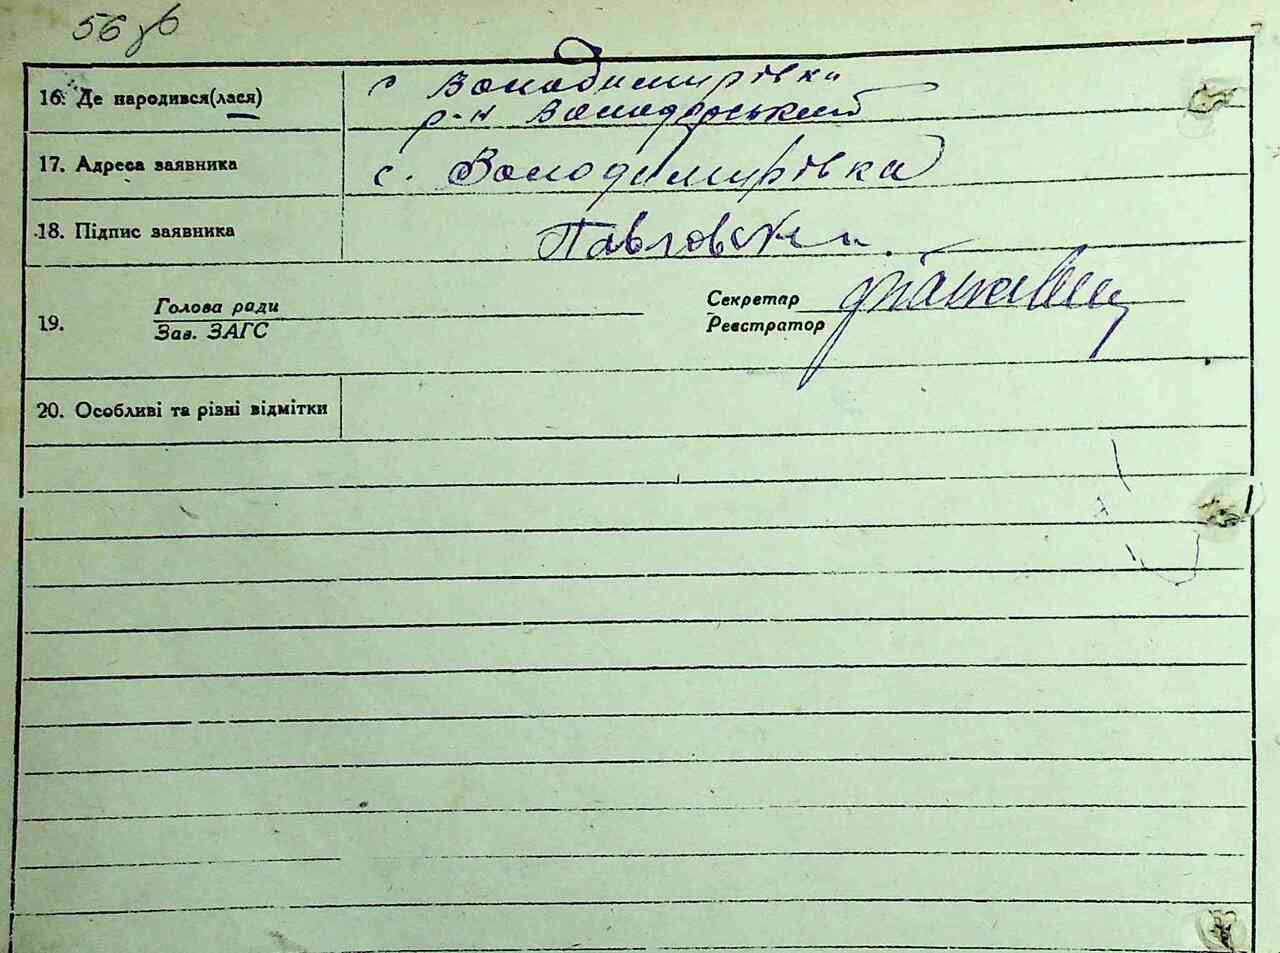 56 зв
16. Де народився(лася) с Володимирівка
р-н Володарський
17. Адреса заявника с. Володимирівка
18. Підпис заявника Павловська
19. Голова ради
Зав. ЗАГС
Секретар
Реєстратор
20. Особливі та різні відмітки